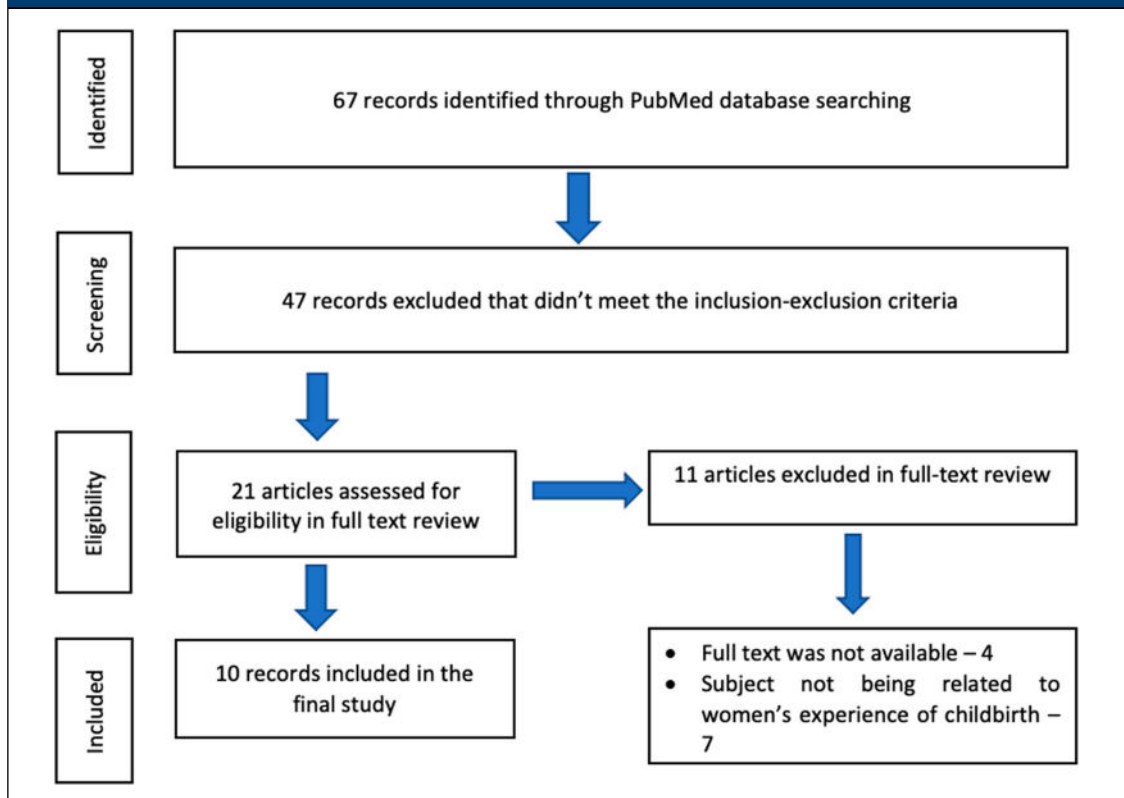 Identified
67 records identified through PubMed database searching
Screening
47 records excluded that didn't meet the inclusion-exclusion criteria
Eligibility
21 articles assessed for
eligibility in full text review
11 articles excluded in full-text review
Included
10 records included in the
final study
• Full text was not available – 4
• Subject not being related to
women's experience of childbirth –
7